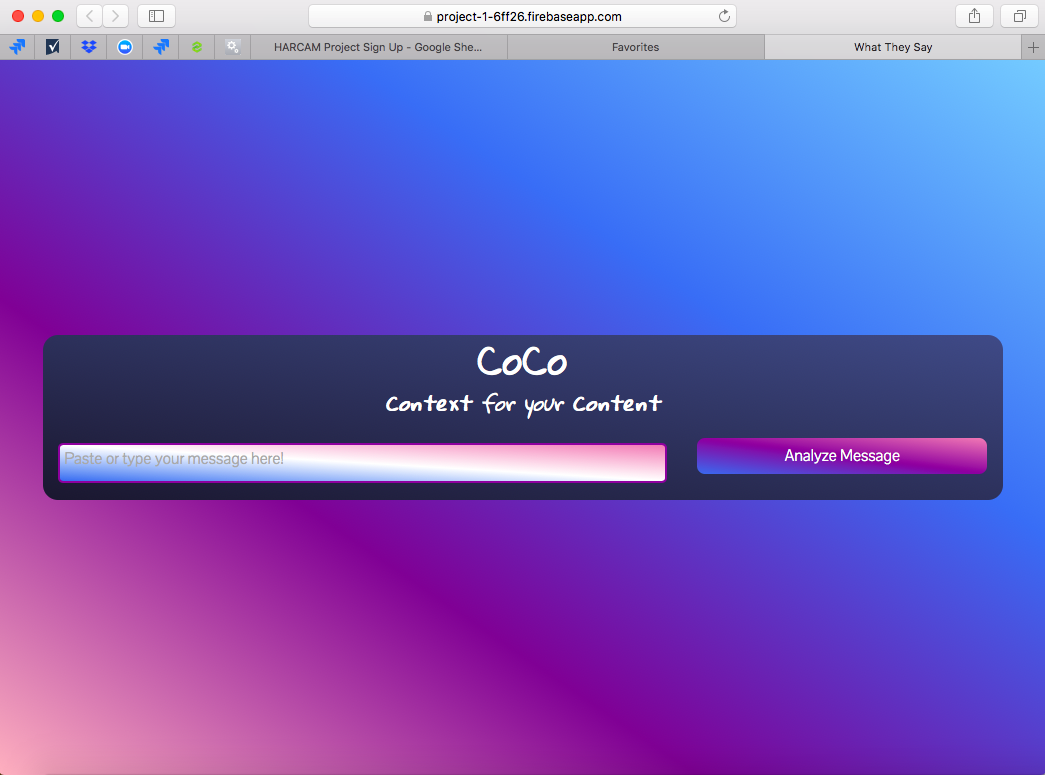 project-1-6ff26.firebaseapp.com
HARCAM Project Sign Up - Google She...
Favorites
What They Say
CoCo
Context for your Content
Paste or type your message here!
Analyze Message